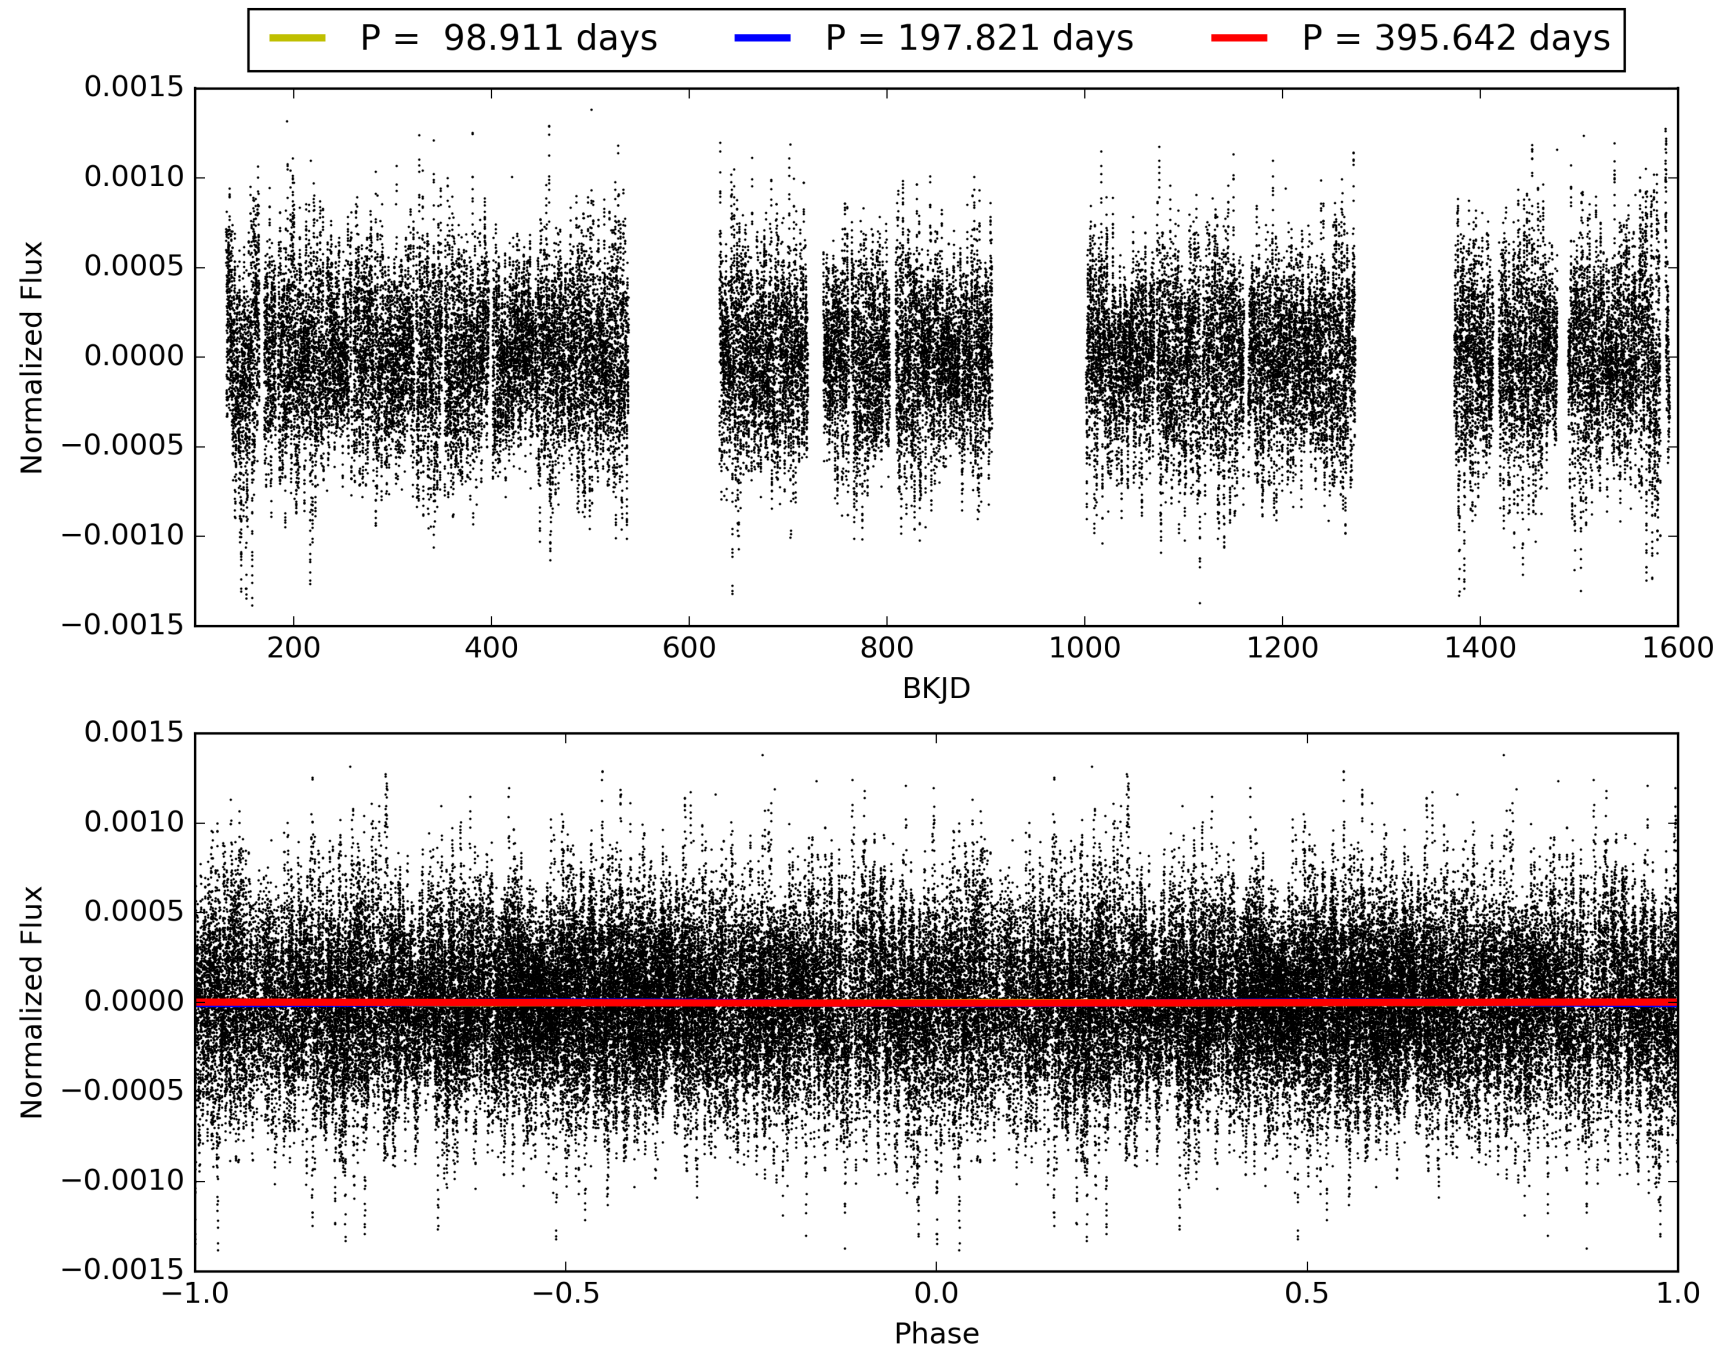 P = 98.911 days P = 197.821 days P = 395.642 days
0.0015
0.0010
0.0005
0.0000
−0.0005
−0.0010
−0.0015
Normalized Flux
200 400 600 800 1000 1200 1400 1600
BKJD
0.0015
0.0010
0.0005
0.0000
−0.0005
−0.0010
−0.0015
Normalized Flux
−1.0 −0.5 0.0 0.5 1.0
Phase